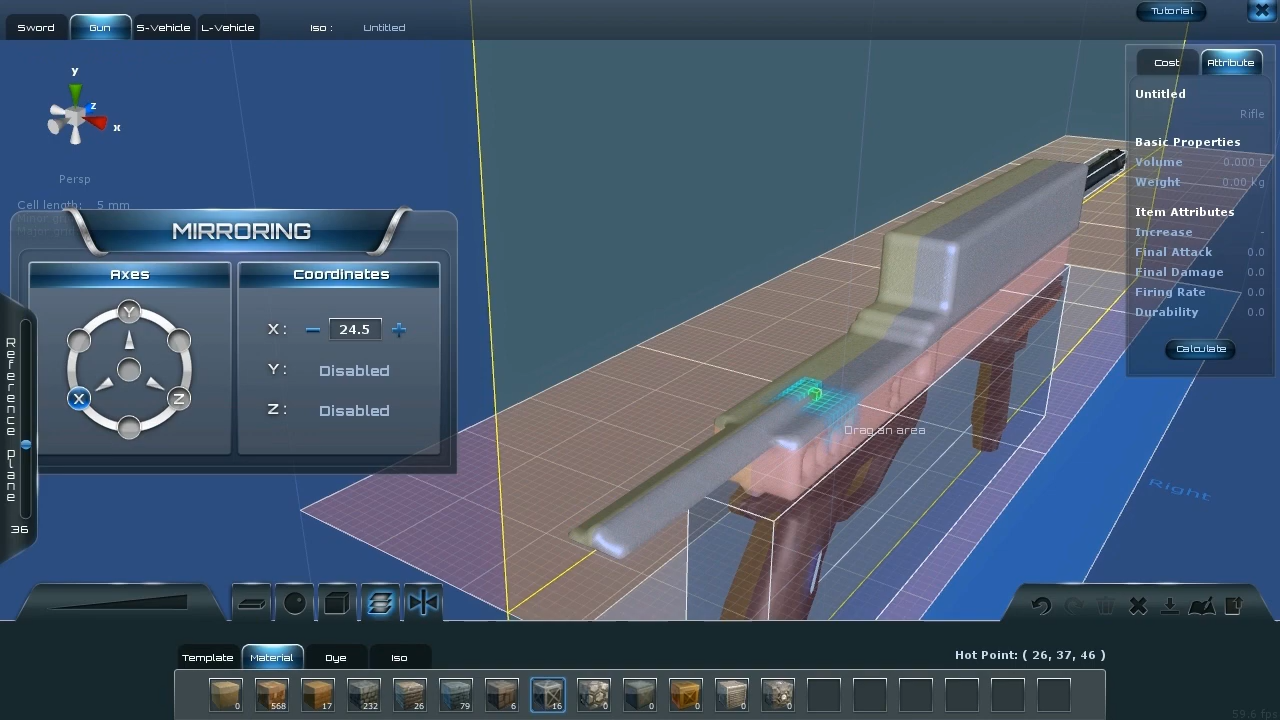 Sword Gun S-Vehicle L-Vehicle Iso : Untitled Tutorial
y
z
x
Persp
Cell length: 5 mm
MIRRORING
Axes
Y
X
Z
Coordinates
X: 24.5
Y: Disabled
Z: Disabled
Reference Plane
36
Drag an area
Right
Cost Attribute
Untitled
Rifle
Basic Properties
Volume 0.000 L
Weight 0.00 kg
Item Attributes
Increase -
Final Attack 0.0
Final Damage 0.0
Firing Rate 0.0
Durability 0.0
Calculate
Template Material Dye Iso
Hot Point: ( 26, 37, 46 )
0 568 17 232 26 79 6 16 0 0 0 0 0
59.6 fps